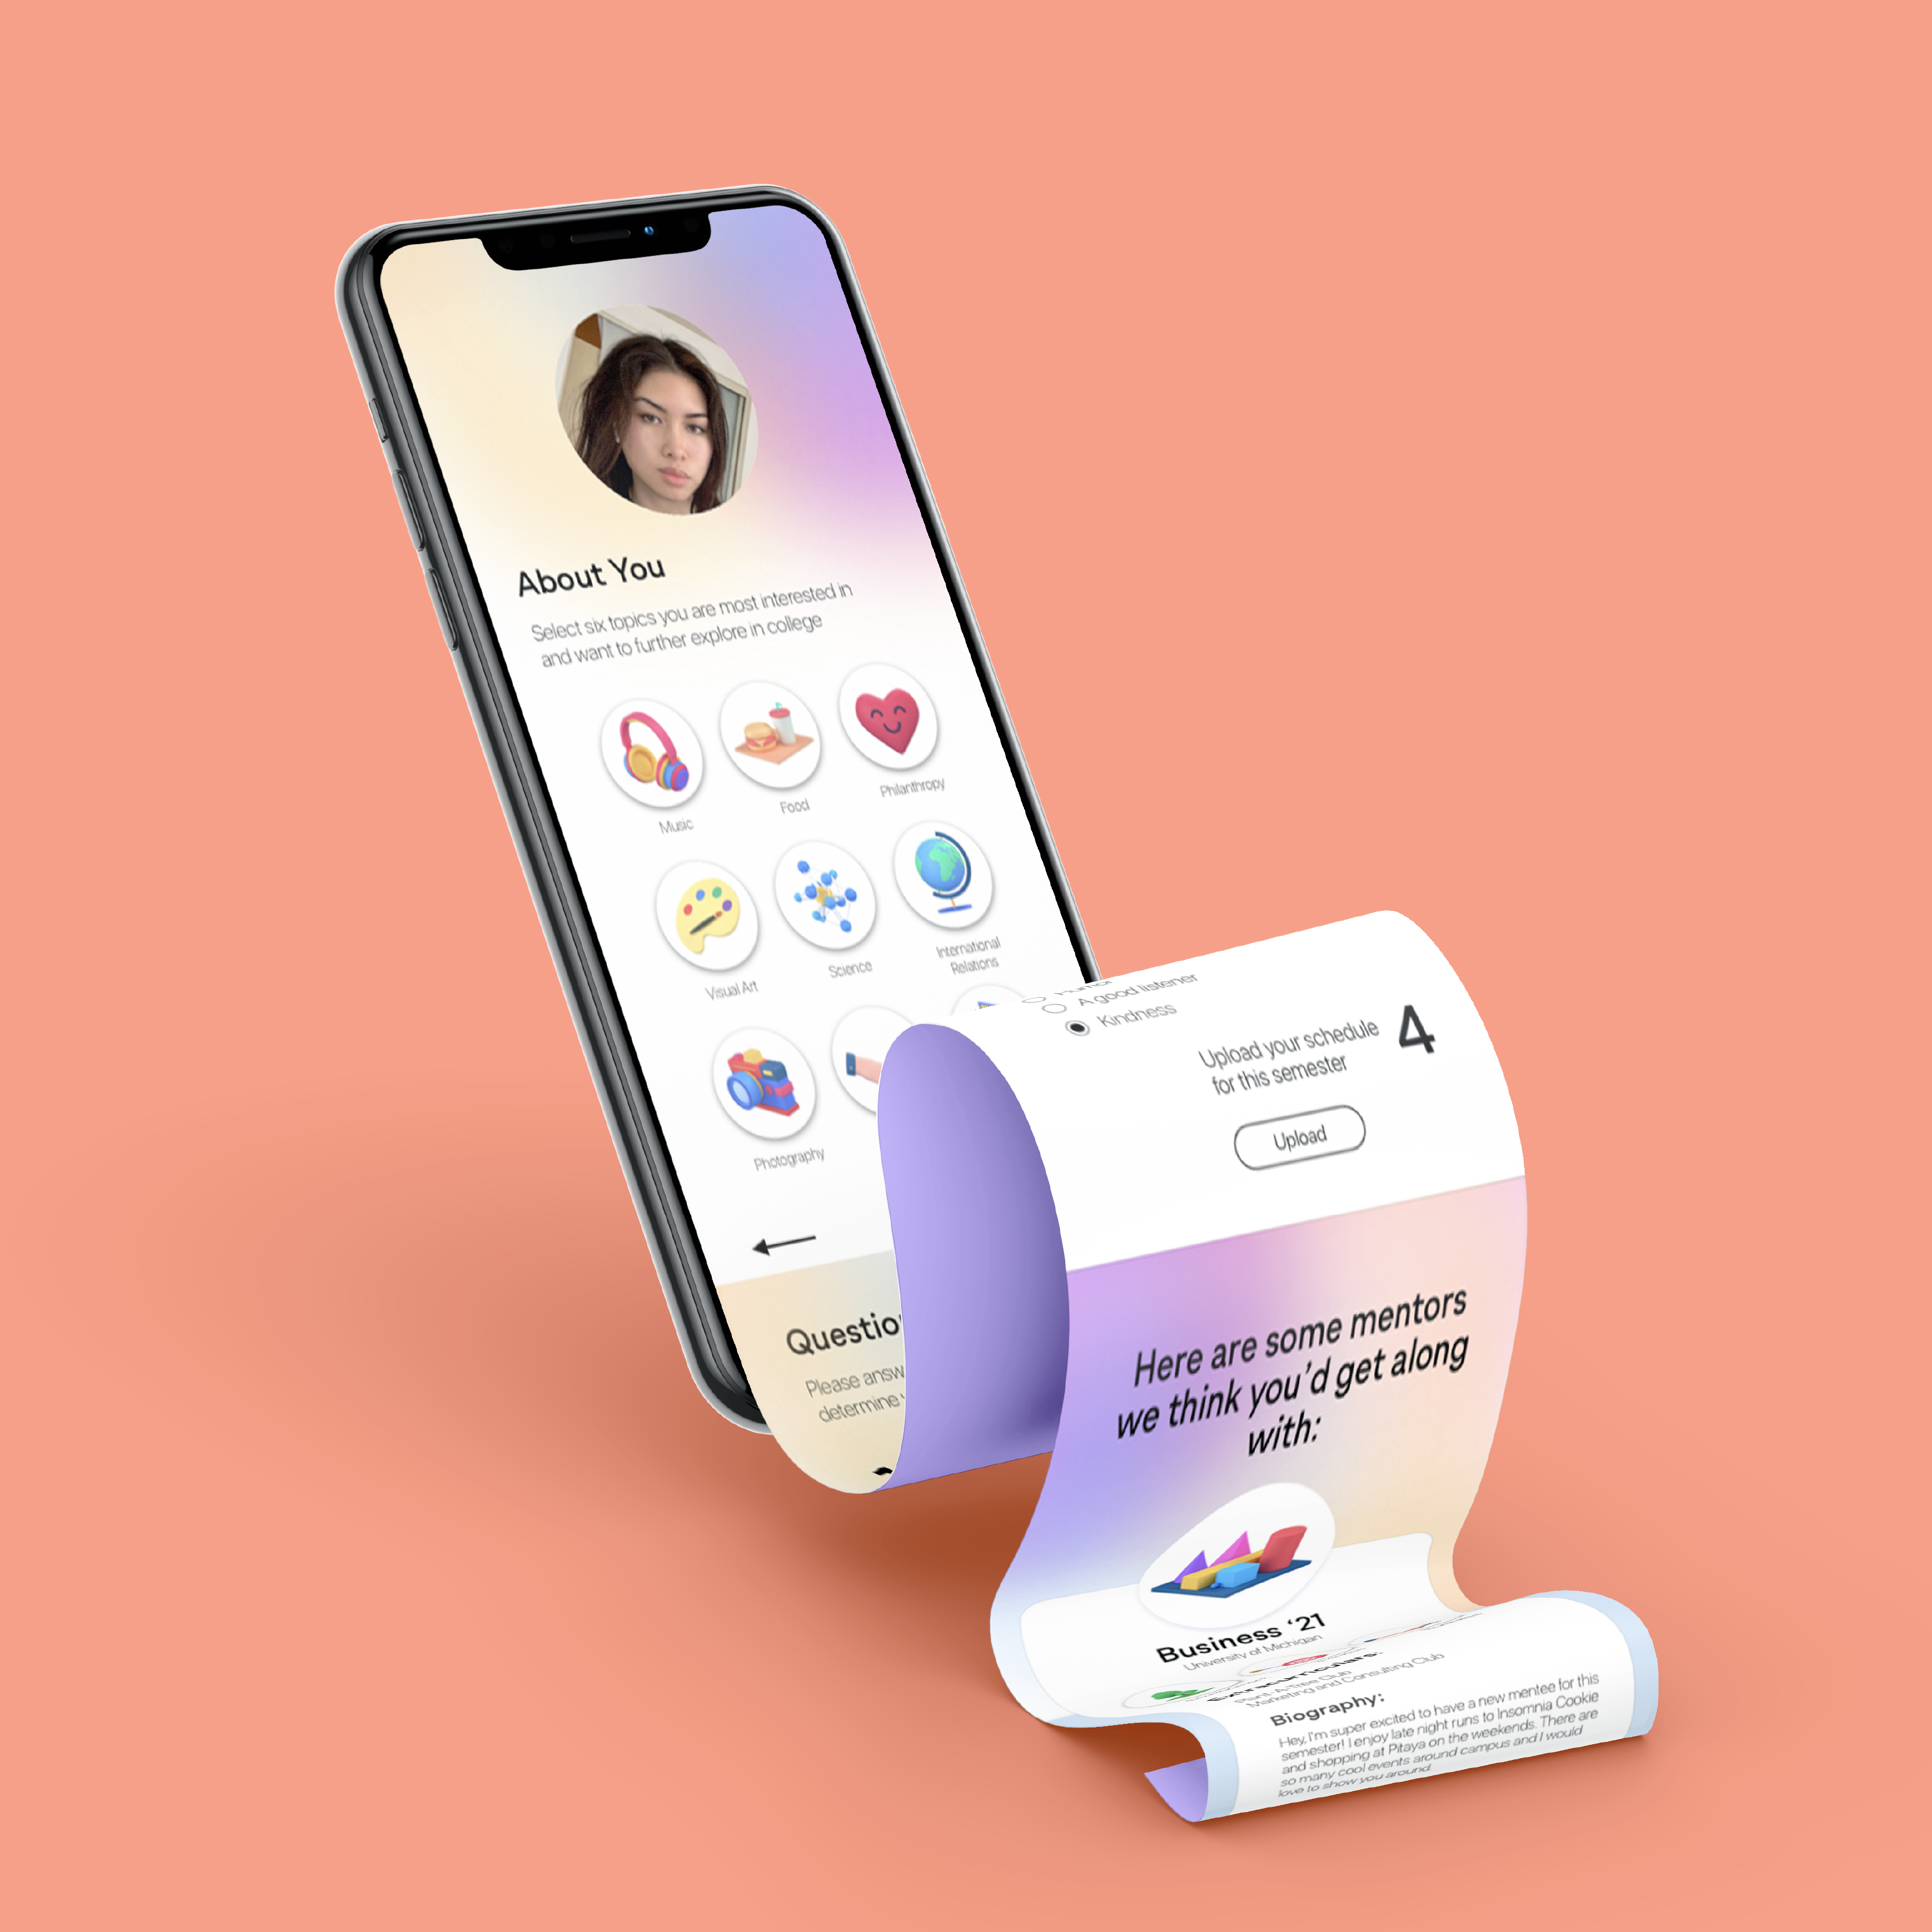 About You
Select six topics you are most interested in
and want to further explore in college
Music
Food
Philanthropy
Visual Art
Science
International
Relations
Photography
Questio
Please answ
determine
A good listener
Kindness
4
Upload your schedule
for this semester
Upload
Here are some mentors
we think you'd get along
with:
Business ‘21
University of Michigan
Extracurriculars:
Plant-A-Tree Club
Marketing and Consulting Club
Biography:
Hey, I'm super excited to have a new mentee for this
semester! I enjoy late night runs to Insomnia Cookie
and shopping at Pitaya on the weekends. There are
so many cool events around campus and I would
love to show you around.